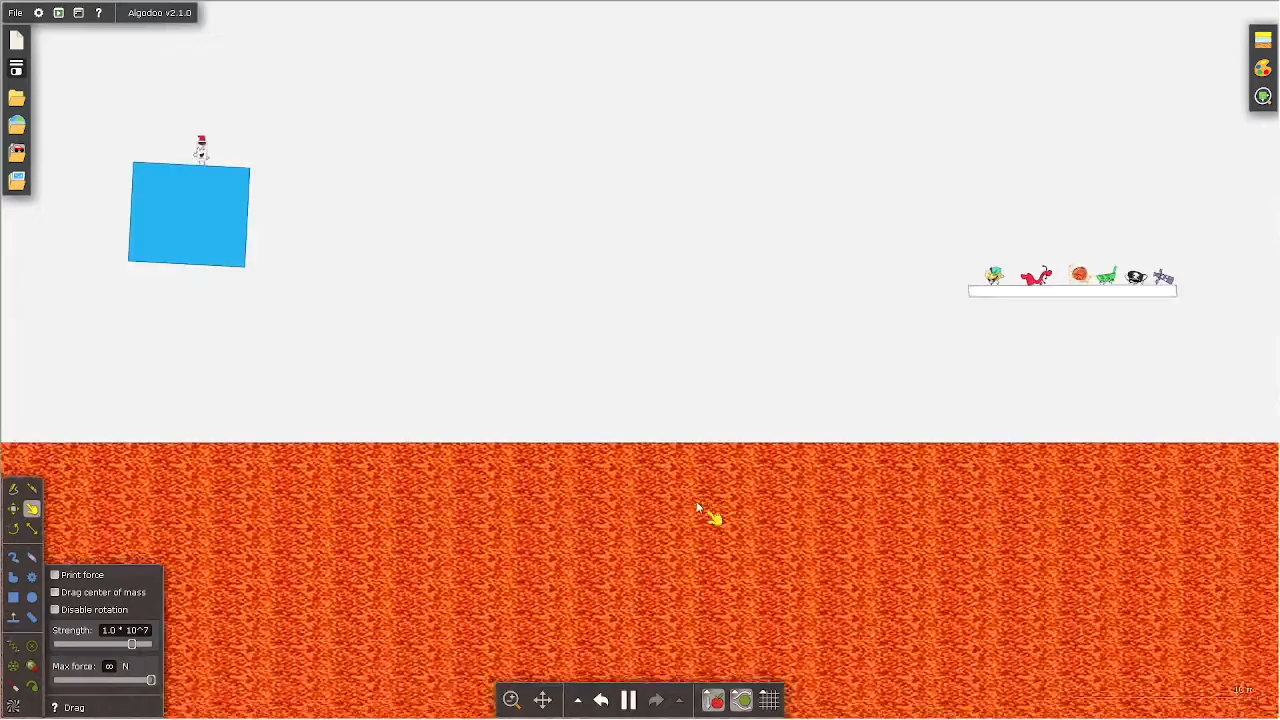 File ? Algodoo v2.1.0
Print force
Drag center of mass
Disable rotation
Strength: 1.0 * 10^7
Max force: ∞ N
? Drag